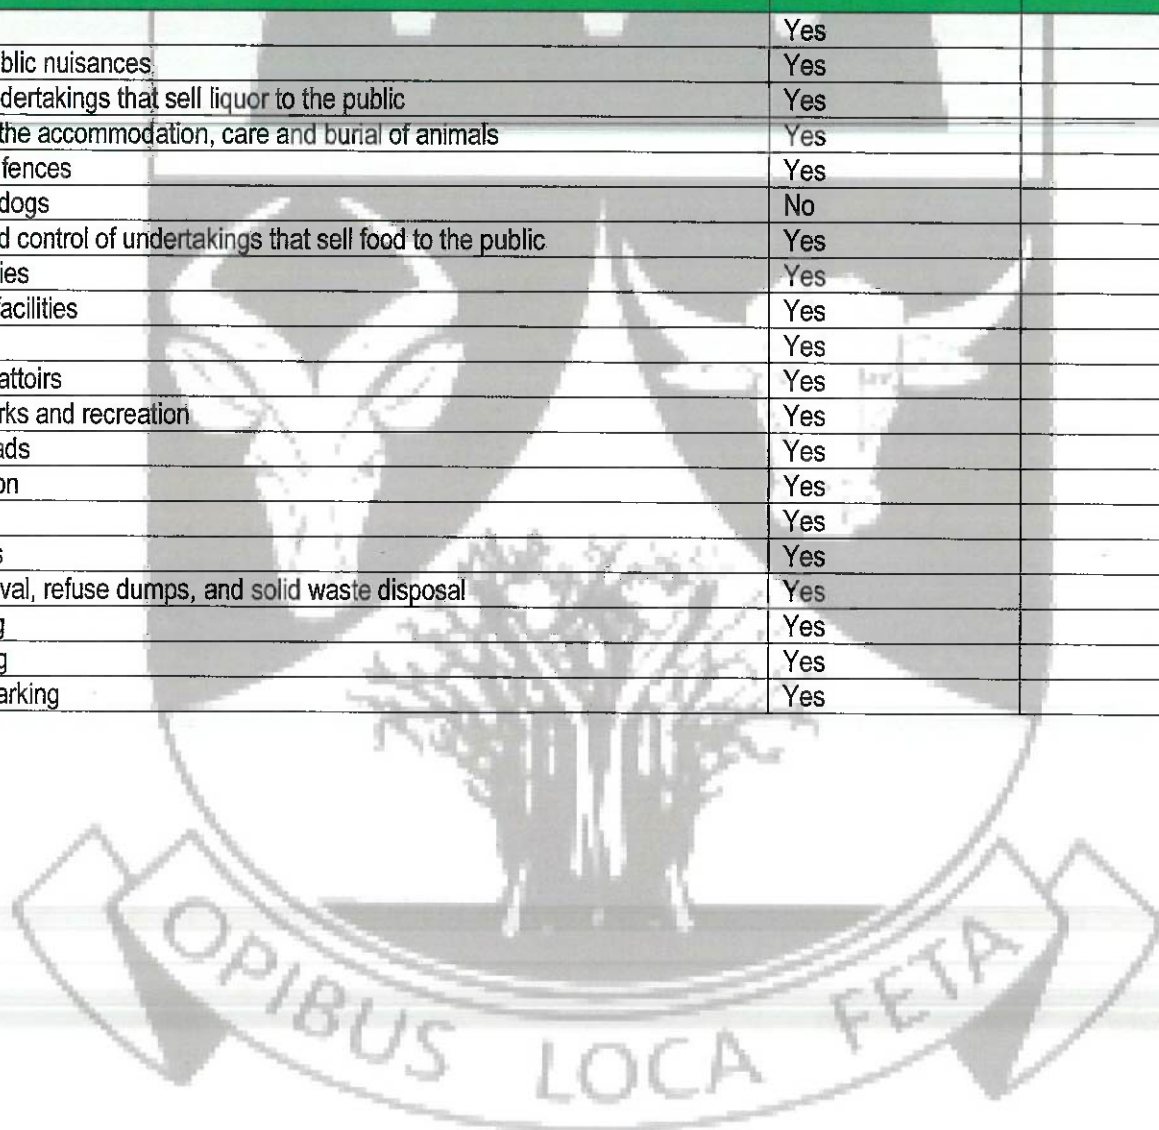 Yes
blic nuisances Yes
dertakings that sell liquor to the public Yes
the accommodation, care and burial of animals Yes
fences Yes
dogs No
d control of undertakings that sell food to the public Yes
ies Yes
facilities Yes
Yes
attoirs Yes
rks and recreation Yes
ads Yes
on Yes
Yes
s Yes
val, refuse dumps, and solid waste disposal Yes
g Yes
g Yes
arking Yes
OPIBUS LOCA FETA